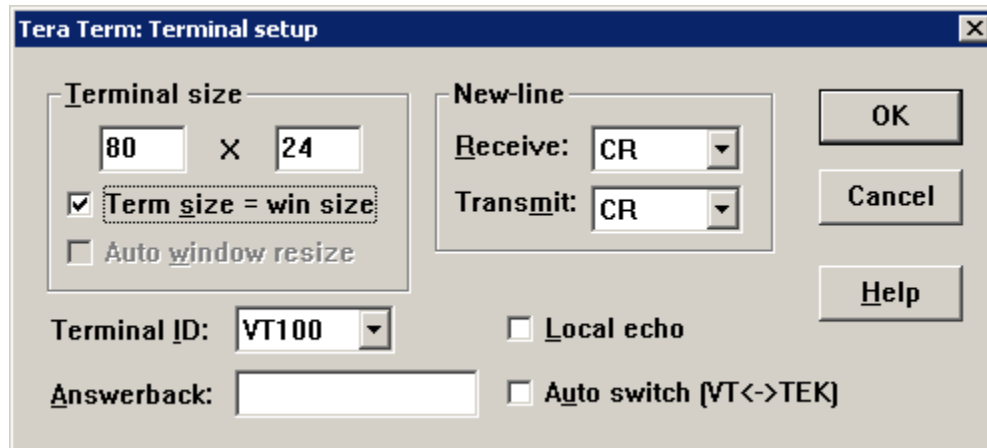 Tera Term: Terminal setup
Terminal size
80 X 24
Term size = win size
Auto window resize
New-line
Receive: CR
Transmit: CR
OK
Cancel
Help
Terminal ID: VT100
Local echo
Answerback:
Auto switch (VT<->TEK)